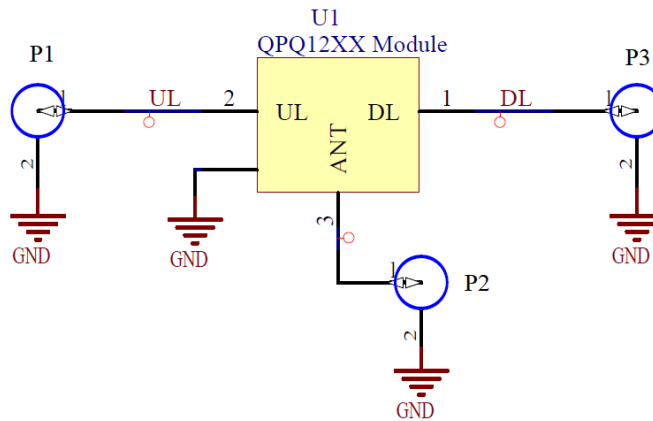 U1
QPQ12XX Module
P1
P3
1
UL
2
UL
DL
1
DL
1
ANT
2
2
3
GND
GND
1
P2
2
GND
GND